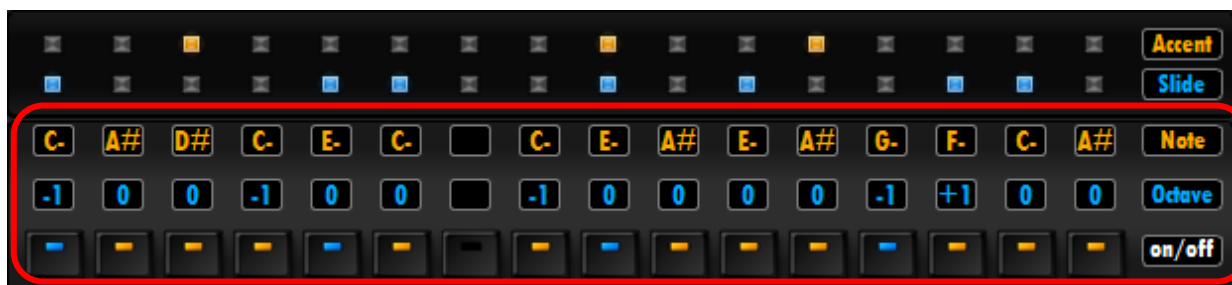 Accent
Slide
C- A# D# C- E- C- C- E- A# E- A# G- F- C- A# Note
-1 0 0 -1 0 0 -1 0 0 0 0 -1 +1 0 0 Octave
on/off